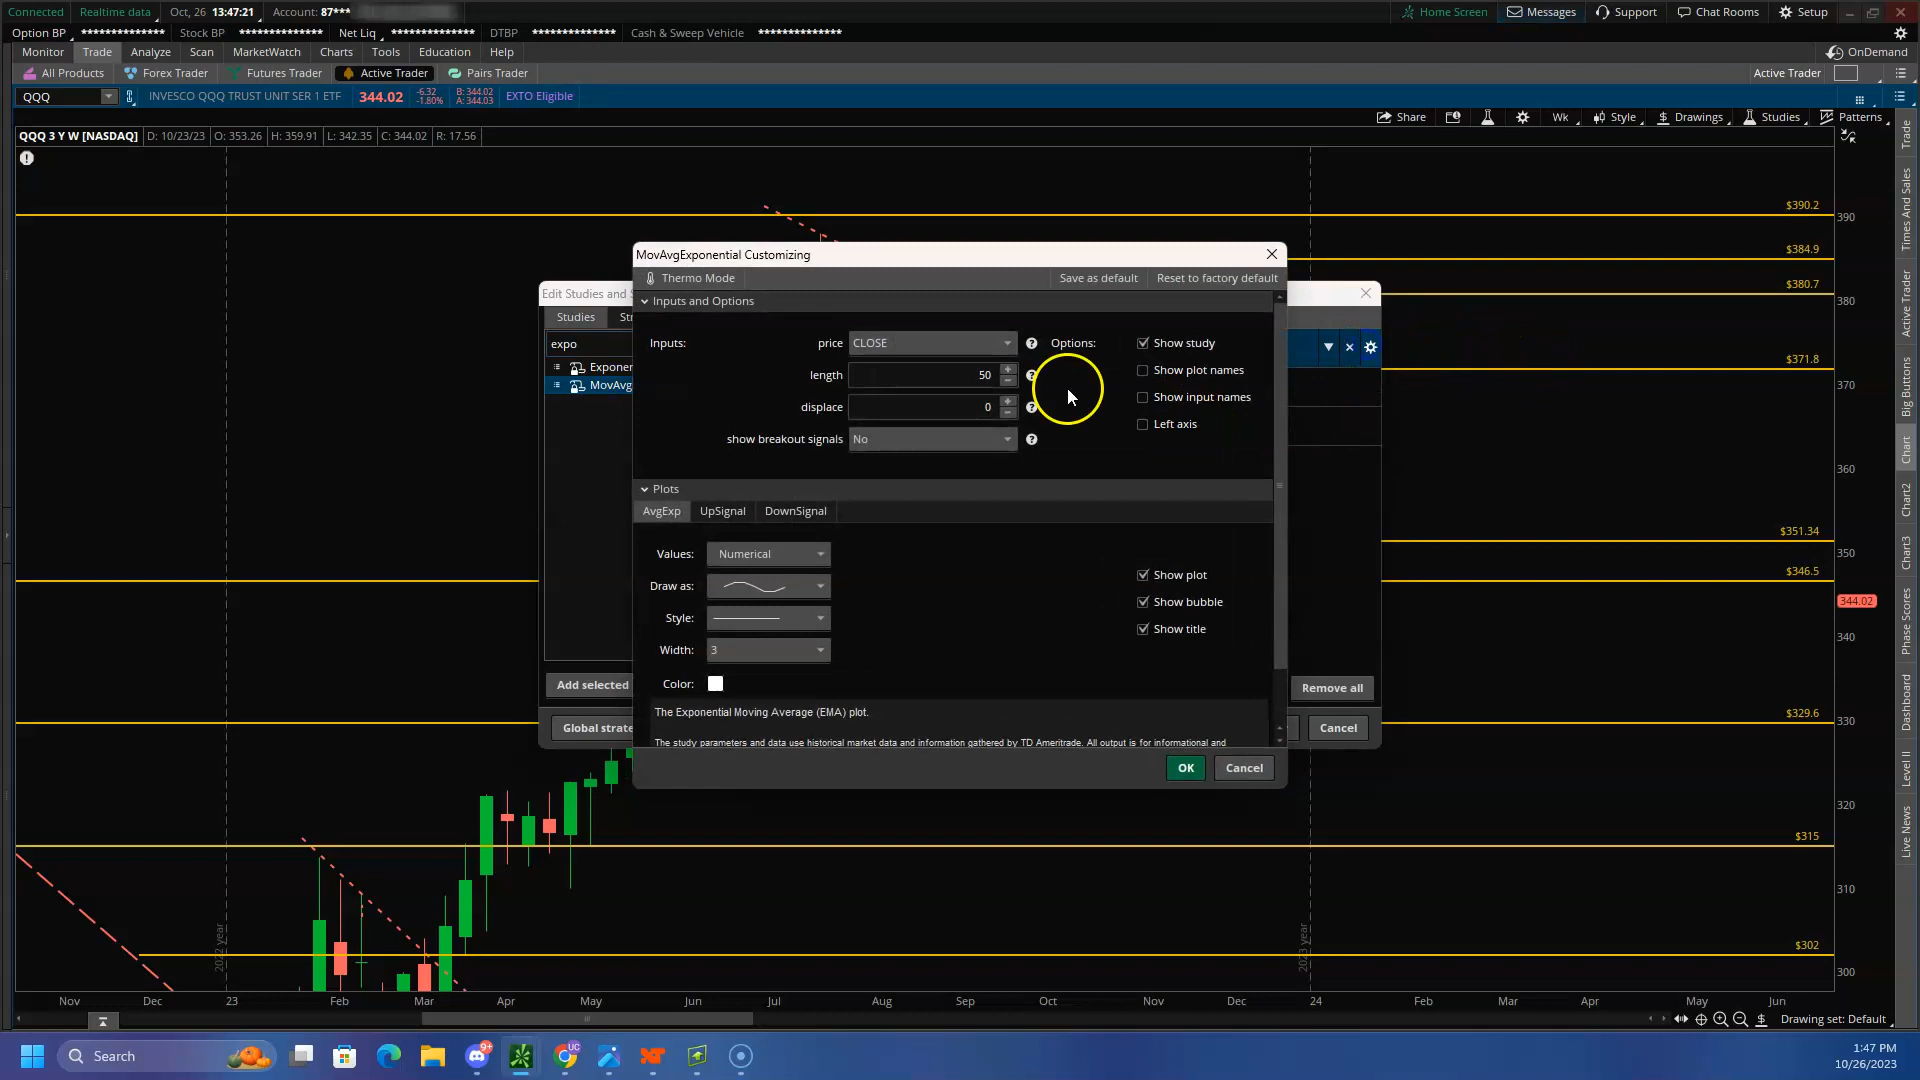 Connected Realtime data Oct, 26 13:47:21 Account: 87*** Home Screen Messages Support Chat Rooms Setup
Option BP ************** Stock BP ************** Net Liq ************** DTBP ************** Cash & Sweep Vehicle **************
Monitor Trade Analyze Scan MarketWatch Charts Tools Education Help OnDemand
All Products Forex Trader Futures Trader Active Trader Pairs Trader Active Trader
QQQ INVESCO QQQ TRUST UNIT SER 1 ETF 344.02 -6.32 B: 344.02 EXTO Eligible
-1.80% A: 344.03
Share Wk Style Drawings Studies Patterns
QQQ 3 Y W [NASDAQ] D: 10/23/23 O: 353.26 H: 359.91 L: 342.35 C: 344.02 R: 17.56
$390.2
390
$384.9
$380.7
380
$371.8
370
360
$351.34
350
$346.5
344.02
340
$329.6
330
320
$315
310
$302
300
Edit Studies and S
Studies Str
expo
Exponen
MovAvg
Add selected
Remove all
Global strate
Cancel
MovAvgExponential Customizing
Thermo Mode Save as default Reset to factory default
Inputs and Options
Inputs: price CLOSE Options: Show study
length 50 Show plot names
displace 0 Show input names
show breakout signals No Left axis
Plots
AvgExp UpSignal DownSignal
Values: Numerical
Draw as: Show plot
Style: Show bubble
Width: 3 Show title
Color:
The Exponential Moving Average (EMA) plot.
The study parameters and data use historical market data and information gathered by TD Ameritrade. All output is for informational and
OK Cancel
2022 year
2023 year
Nov Dec 23 Feb Mar Apr May Jun Jul Aug Sep Oct Nov Dec 24 Feb Mar Apr May Jun
Drawing set: Default
Trade
Times And Sales
Active Trader
Big Buttons
Chart
Chart2
Chart3
Phase Scores
Dashboard
Level II
Live News
Search
9+
UC
1:47 PM
10/26/2023